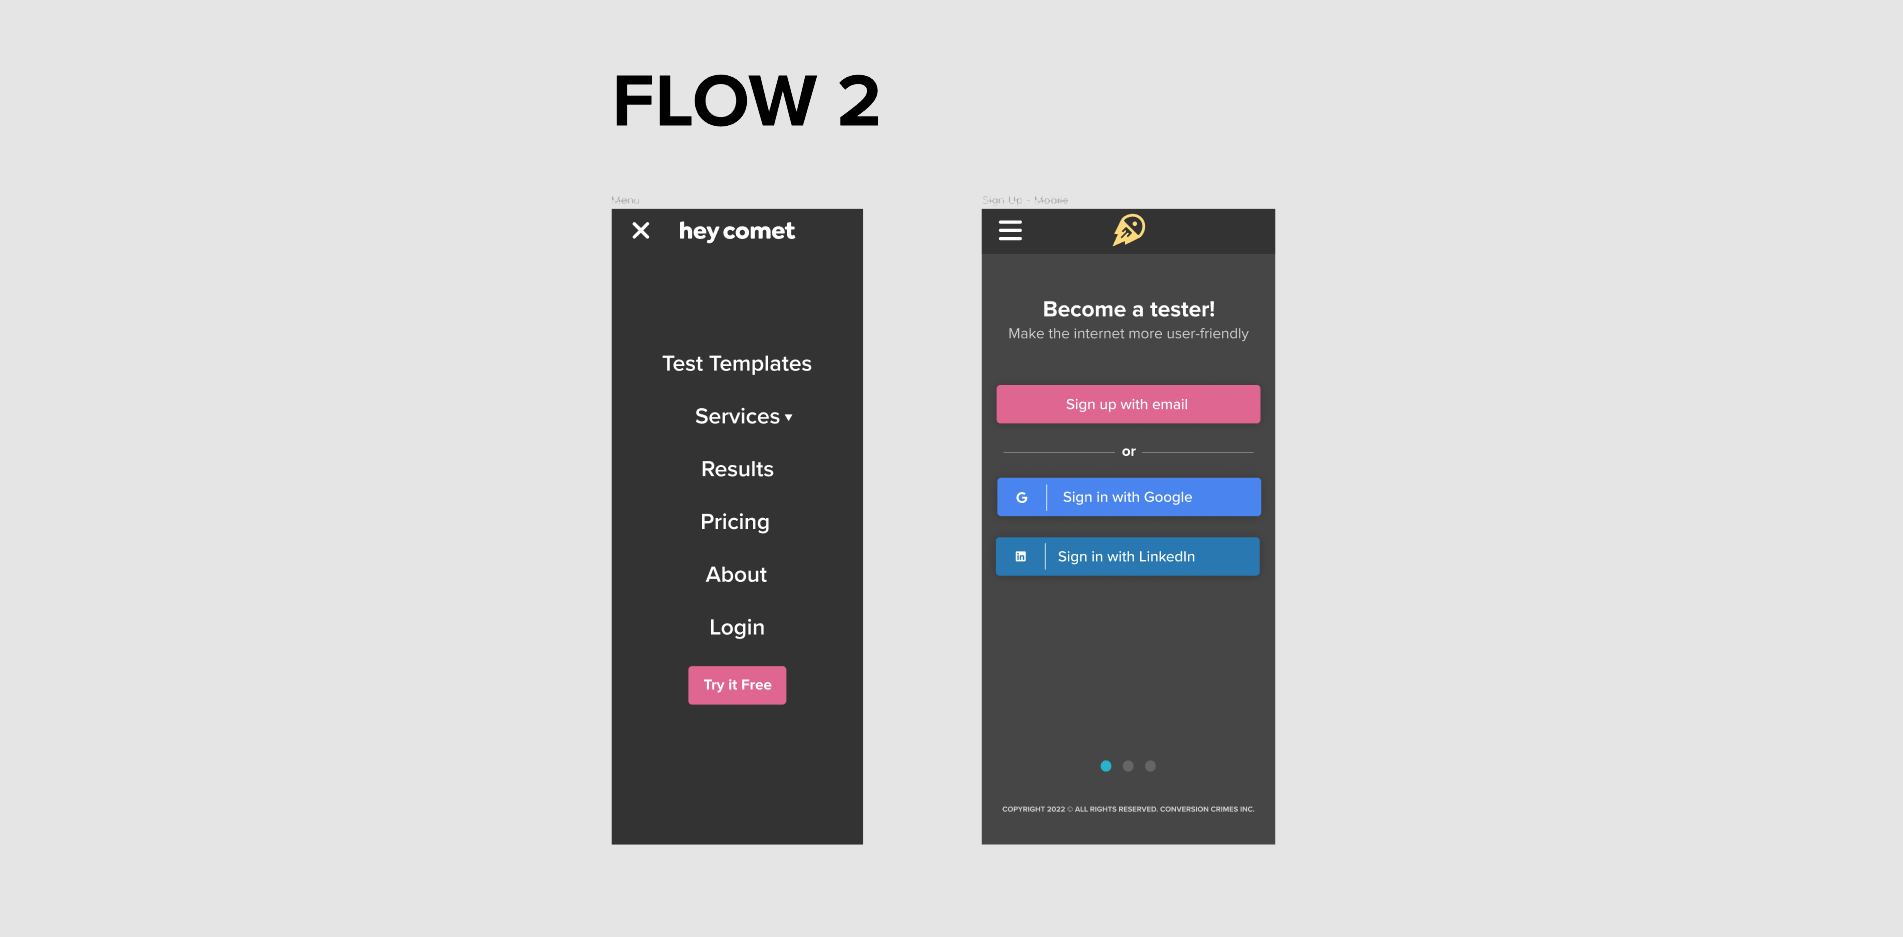 FLOW 2
Menu
hey comet
Test Templates
Services
Results
Pricing
About
Login
Try it Free
Sign Up - Mobile
Become a tester!
Make the internet more user-friendly
Sign up with email
or
G
Sign in with Google
in
Sign in with LinkedIn
COPYRIGHT 2022 © ALL RIGHTS RESERVED. CONVERSION CRIMES INC.